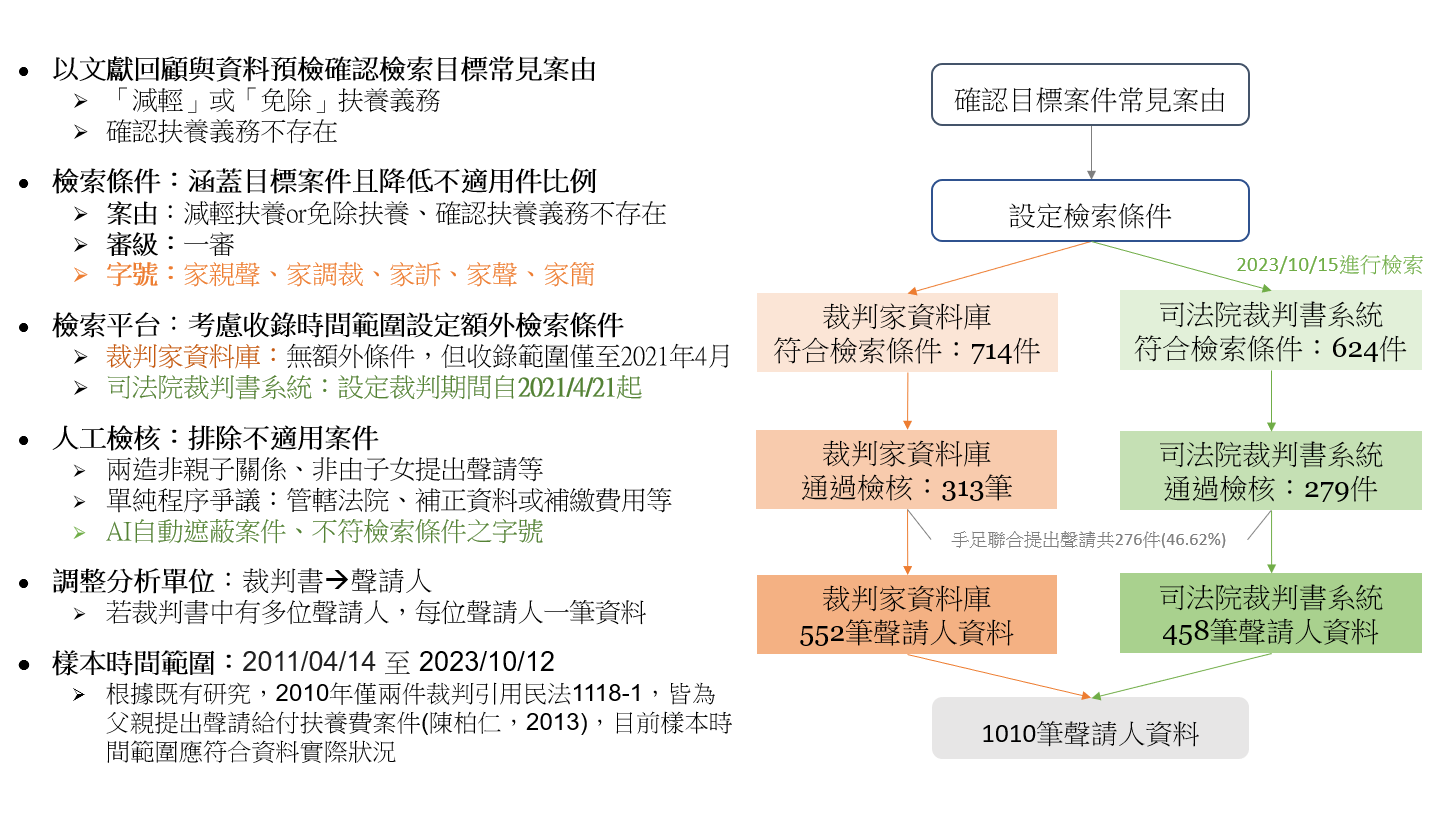 ● 以文獻回顧與資料預檢確認檢索目標常見案由
➢ 「減輕」或「免除」扶養義務
➢ 確認扶養義務不存在
● 檢索條件：涵蓋目標案件且降低不適用件比例
➢ 案由：減輕扶養or免除扶養、確認扶養義務不存在
➢ 審級：一審
➢ 字號：家親聲、家調裁、家訴、家聲、家簡
● 檢索平台：考慮收錄時間範圍設定額外檢索條件
➢ 裁判家資料庫：無額外條件，但收錄範圍僅至2021年4月
➢ 司法院裁判書系統：設定裁判期間自2021/4/21起
● 人工檢核：排除不適用案件
➢ 兩造非親子關係、非由子女提出聲請等
➢ 單純程序爭議：管轄法院、補正資料或補繳費用等
➢ AI自動遮蔽案件、不符檢索條件之字號
● 調整分析單位：裁判書→聲請人
➢ 若裁判書中有多位聲請人，每位聲請人一筆資料
● 樣本時間範圍：2011/04/14 至 2023/10/12
➢ 根據既有研究，2010年僅兩件裁判引用民法1118-1，皆為
父親提出聲請給付扶養費案件(陳柏仁，2013)，目前樣本時
間範圍應符合資料實際狀況
確認目標案件常見案由
設定檢索條件
2023/10/15進行檢索
裁判家資料庫
符合檢索條件：714件
司法院裁判書系統
符合檢索條件：624件
裁判家資料庫
通過檢核：313筆
司法院裁判書系統
通過檢核：279件
手足聯合提出聲請共276件(46.62%)
裁判家資料庫
552筆聲請人資料
司法院裁判書系統
458筆聲請人資料
1010筆聲請人資料